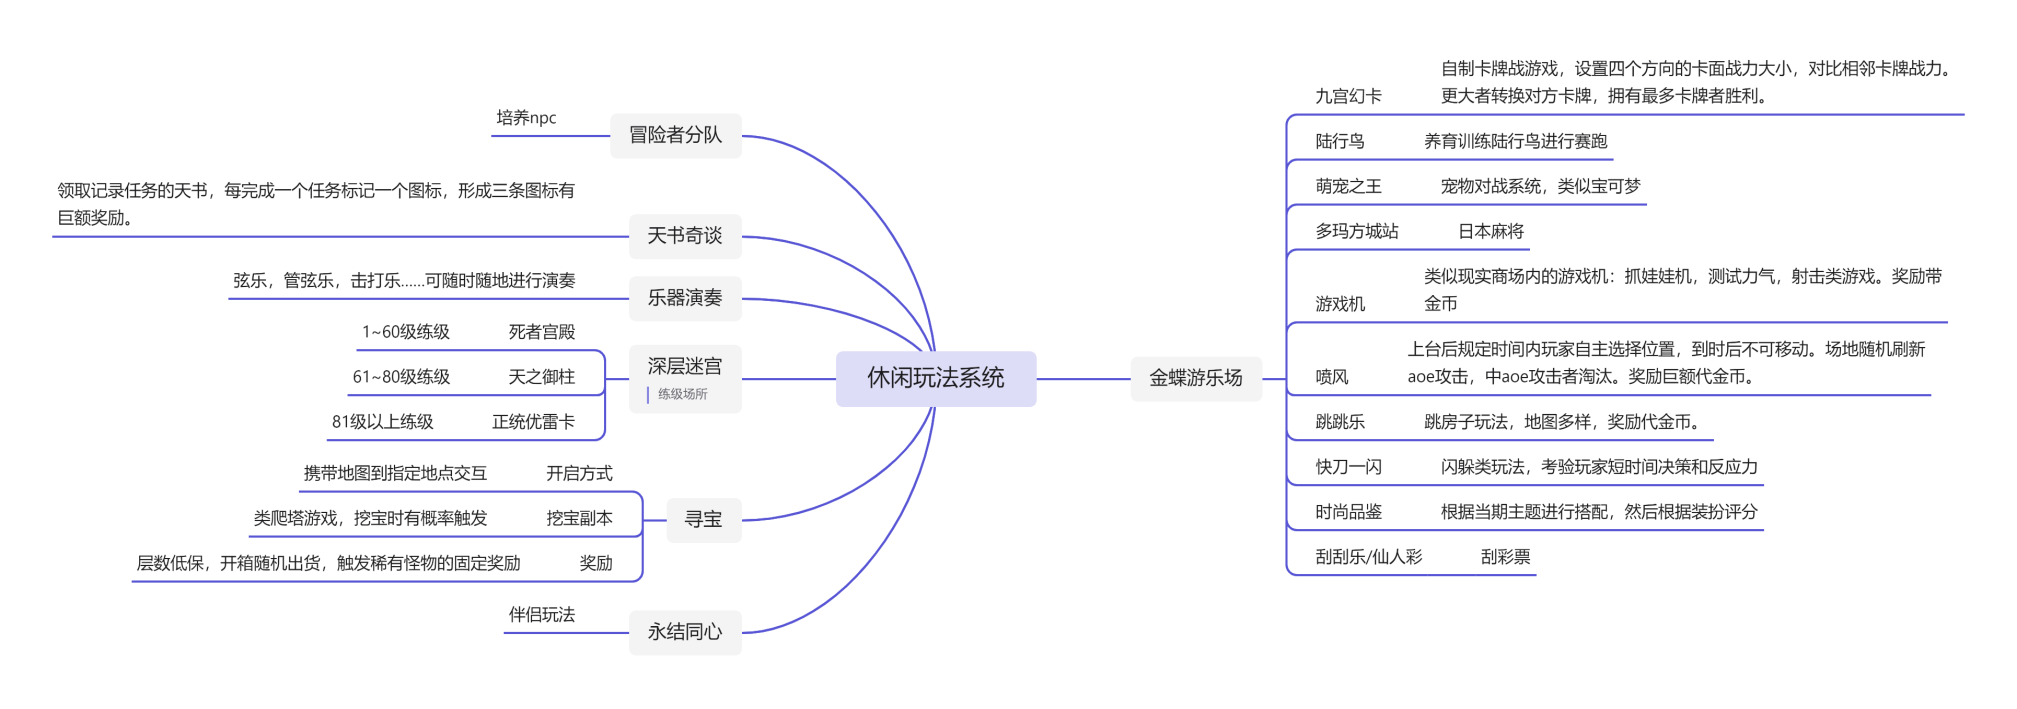 休闲玩法系统
冒险者分队
培养npc
天书奇谈
领取记录任务的天书，每完成一个任务标记一个图标，形成三条图标有
巨额奖励。
乐器演奏
弦乐，管弦乐，击打乐……可随时随地进行演奏
深层迷宫
练级场所
死者宫殿
1~60级练级
天之御柱
61~80级练级
正统优雷卡
81级以上练级
寻宝
开启方式
携带地图到指定地点交互
挖宝副本
类爬塔游戏，挖宝时有概率触发
奖励
层数低保，开箱随机出货，触发稀有怪物的固定奖励
永结同心
伴侣玩法
金蝶游乐场
九宫幻卡
自制卡牌战游戏，设置四个方向的卡面战力大小，对比相邻卡牌战力。
更大者转换对方卡牌，拥有最多卡牌者胜利。
陆行鸟
养育训练陆行鸟进行赛跑
萌宠之王
宠物对战系统，类似宝可梦
多玛方城站
日本麻将
游戏机
类似现实商场内的游戏机：抓娃娃机，测试力气，射击类游戏。奖励带
金币
喷风
上台后规定时间内玩家自主选择位置，到时后不可移动。场地随机刷新
aoe攻击，中aoe攻击者淘汰。奖励巨额代金币。
跳跳乐
跳房子玩法，地图多样，奖励代金币。
快刀一闪
闪躲类玩法，考验玩家短时间决策和反应力
时尚品鉴
根据当期主题进行搭配，然后根据装扮评分
刮刮乐/仙人彩
刮彩票